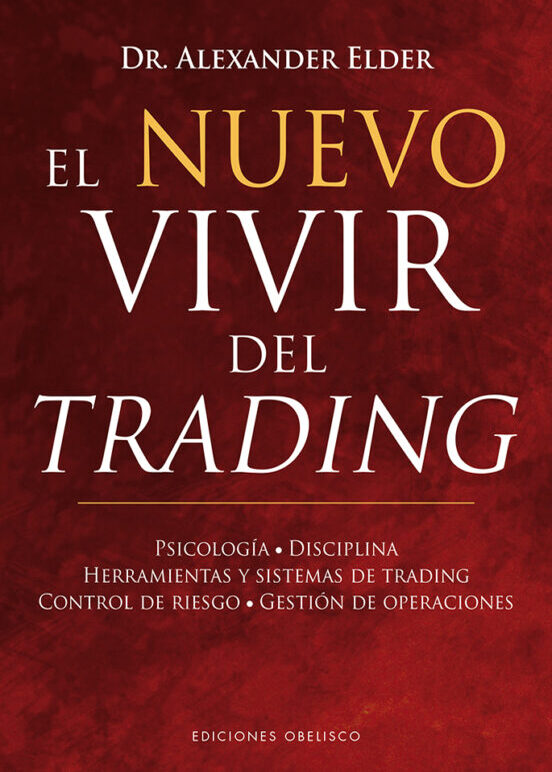 Dr. Alexander Elder
El Nuevo
Vivir
del
Trading
Psicología • Disciplina
Herramientas y sistemas de trading
Control de riesgo • Gestión de operaciones
EDICIONES OBELISCO